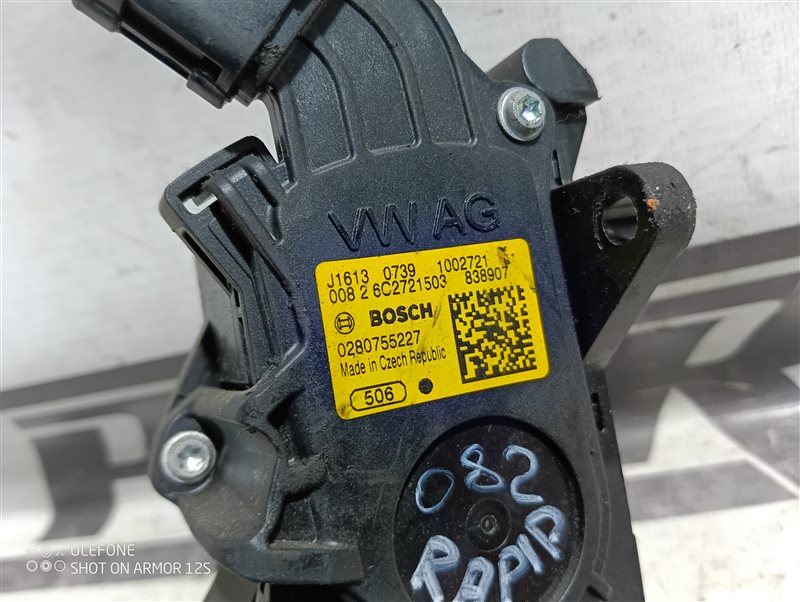 VW AG
J1613 0739 1002721
008 2 6C2721503 838907
BOSCH
0280755227
Made in Czech Republic
506
082
RAPID
ULEFONE
SHOT ON ARMOR 12S